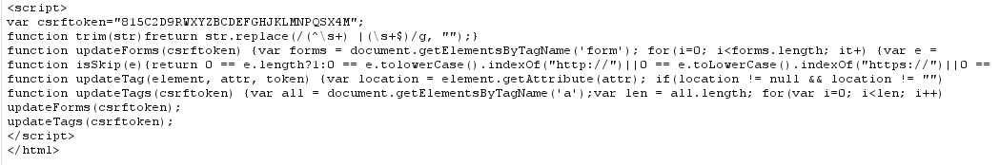 <script>
var csrftoken="815C2D9RWXYZBCDEFGHJKLMNPQSX4M";
function trim(str)freturn str.replace(/(^\s+) |(\s+$)/g, "");}
function updateForms(csrftoken) {var forms = document.getElementsByTagName('form'); for(i=0; i<forms.length; it+) {var e =
function isSkip(e){return 0 == e.length?1:0 == e.tolowerCase().indexOf("http://")||0 == e.toLowerCase().indexOf("https://")||0 ==
function updateTag(element, attr, token) {var location = element.getAttribute(attr); if(location != null && location != "")
function updateTags(csrftoken) {var all = document.getElementsByTagName('a');var len = all.length; for(var i=0; i<len; i++)
updateForms(csrftoken);
updateTags(csrftoken);
</script>
</html>